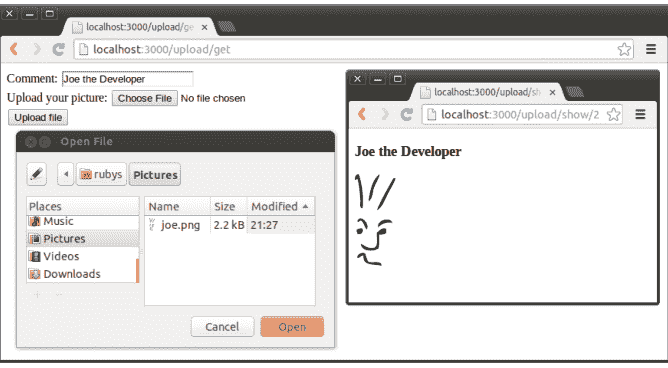 localhost:3000/upload/ge
localhost:3000/upload/get
Comment: Joe the Developer
Upload your picture: Choose File No file chosen
Upload file
Open File
rubys Pictures
Places
Music
Pictures
Videos
Downloads
Name Size Modified
joe.png 2.2 kB 21:27
Cancel Open
localhost:3000/upload/sh
localhost:3000/upload/show/2
Joe the Developer